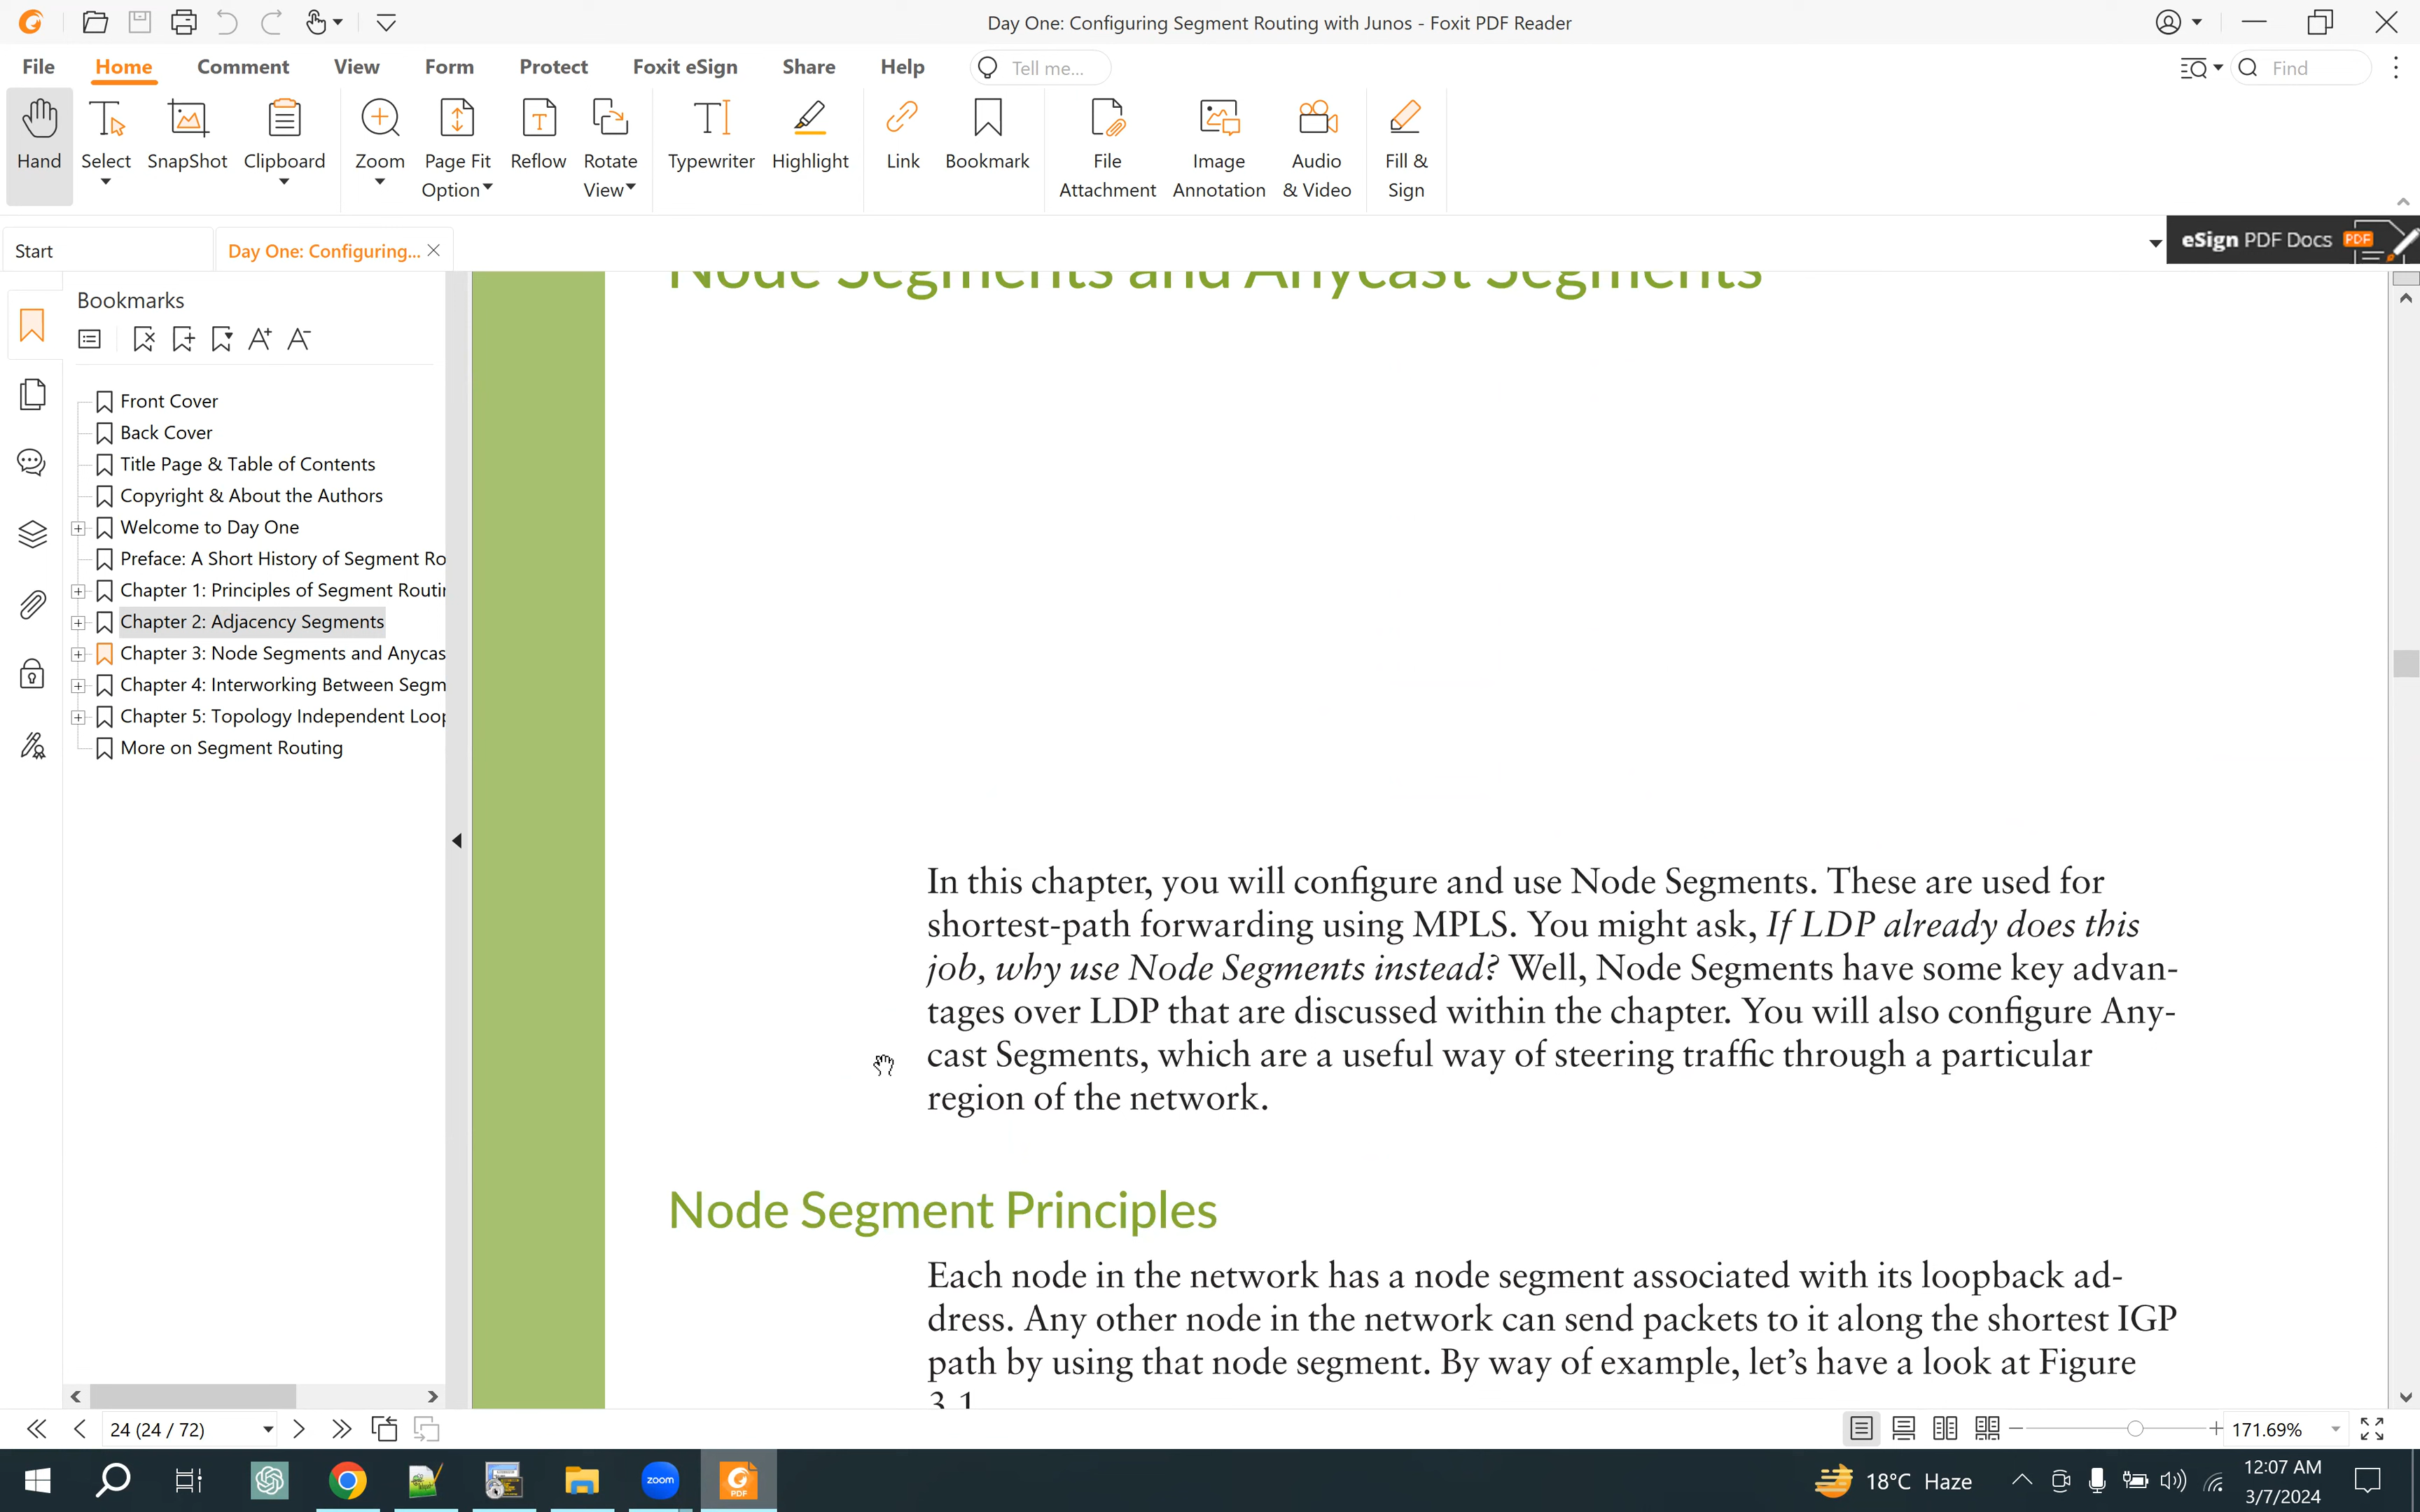 Day One: Configuring Segment Routing with Junos - Foxit PDF Reader
File Home Comment View Form Protect Foxit eSign Share Help Tell me... Find
Hand Select SnapShot Clipboard Zoom Page Fit Option Reflow Rotate View Typewriter Highlight Link Bookmark File Attachment Image Annotation Audio & Video Fill & Sign
Start Day One: Configuring... eSign PDF Docs PDF
Bookmarks
Front Cover
Back Cover
Title Page & Table of Contents
Copyright & About the Authors
Welcome to Day One
Preface: A Short History of Segment Ro
Chapter 1: Principles of Segment Routin
Chapter 2: Adjacency Segments
Chapter 3: Node Segments and Anycas
Chapter 4: Interworking Between Segm
Chapter 5: Topology Independent Loop
More on Segment Routing
Node Segments and Anycast Segments
In this chapter, you will configure and use Node Segments. These are used for
shortest-path forwarding using MPLS. You might ask, If LDP already does this
job, why use Node Segments instead? Well, Node Segments have some key advan-
tages over LDP that are discussed within the chapter. You will also configure Any-
cast Segments, which are a useful way of steering traffic through a particular
region of the network.
Node Segment Principles
Each node in the network has a node segment associated with its loopback ad-
dress. Any other node in the network can send packets to it along the shortest IGP
path by using that node segment. By way of example, let's have a look at Figure
3.1
24 (24 / 72) 171.69%
zoom PDF 18°C Haze 12:07 AM
3/7/2024